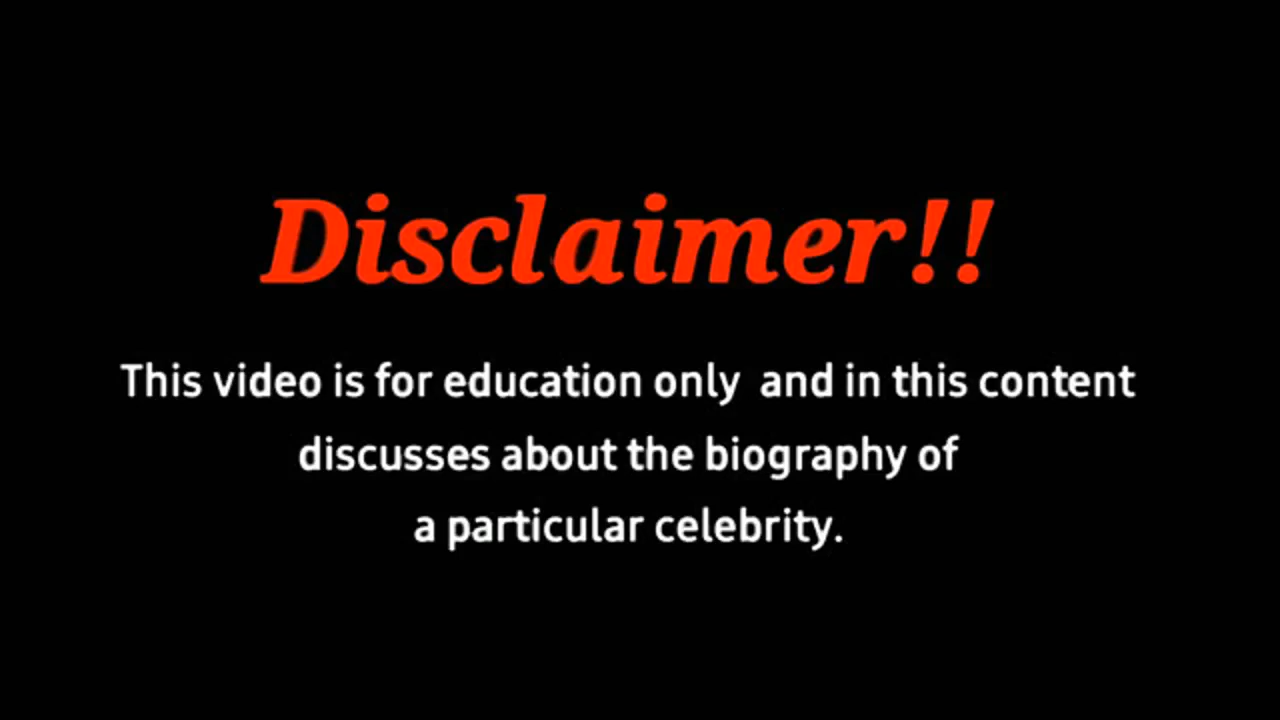 Disclaimer!!
This video is for education only  and in this content
discusses about the biography of
a particular celebrity.